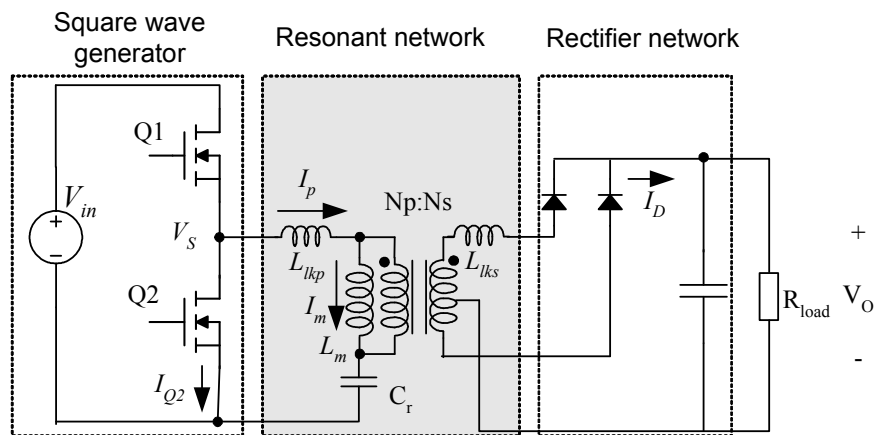 Square wave
generator
Resonant network
Rectifier network
Q1
I_p
Np:Ns
I_D
V_in
V_S
+
L_lkp
L_lks
Q2
I_m
R_load
V_O
L_m
-
I_Q2
C_r